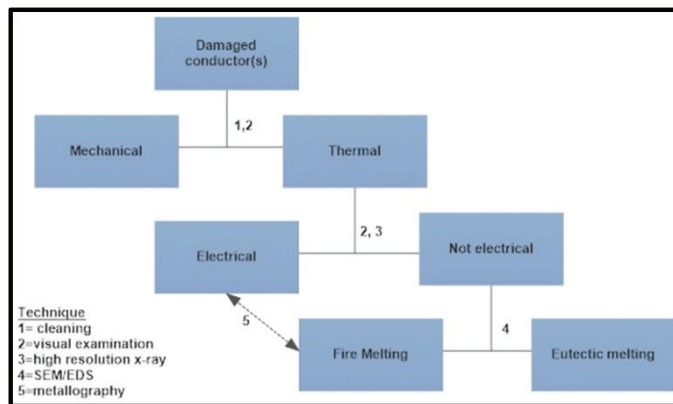 Damaged
conductor(s)
1,2
Mechanical
Thermal
2, 3
Electrical
Not electrical
5
4
Fire Melting
Eutectic melting
Technique
1= cleaning
2=visual examination
3=high resolution x-ray
4=SEM/EDS
5=metallography